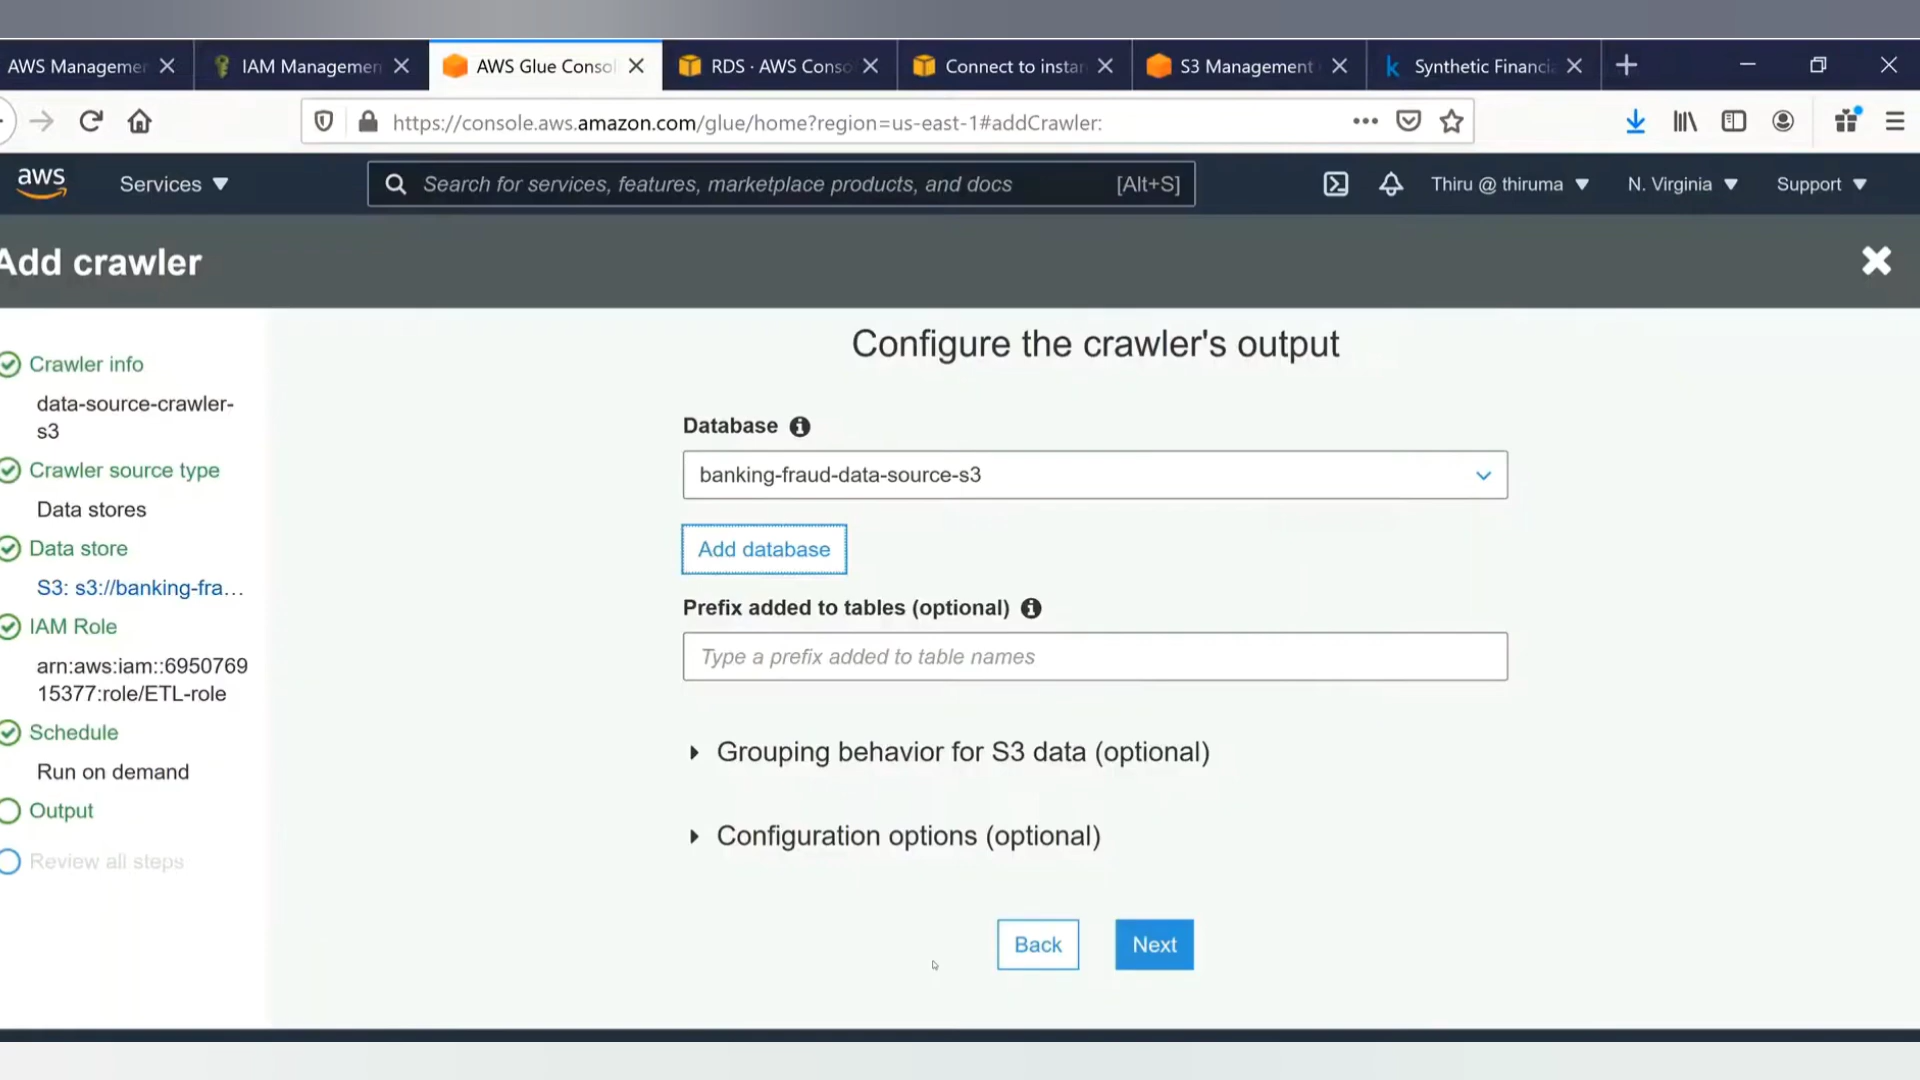 AWS Managemen
IAM Managemen
AWS Glue Consol
RDS · AWS Conso
Connect to instan
S3 Management
Synthetic Financia
https://console.aws.amazon.com/glue/home?region=us-east-1#addCrawler:
aws
Services
Search for services, features, marketplace products, and docs
[Alt+S]
Thiru @ thiruma
N. Virginia
Support
Add crawler
Crawler info
data-source-crawler-
s3
Crawler source type
Data stores
Data store
S3: s3://banking-fra...
IAM Role
arn:aws:iam::6950769
15377:role/ETL-role
Schedule
Run on demand
Output
Review all steps
Configure the crawler's output
Database
banking-fraud-data-source-s3
Add database
Prefix added to tables (optional)
Type a prefix added to table names
Grouping behavior for S3 data (optional)
Configuration options (optional)
Back
Next